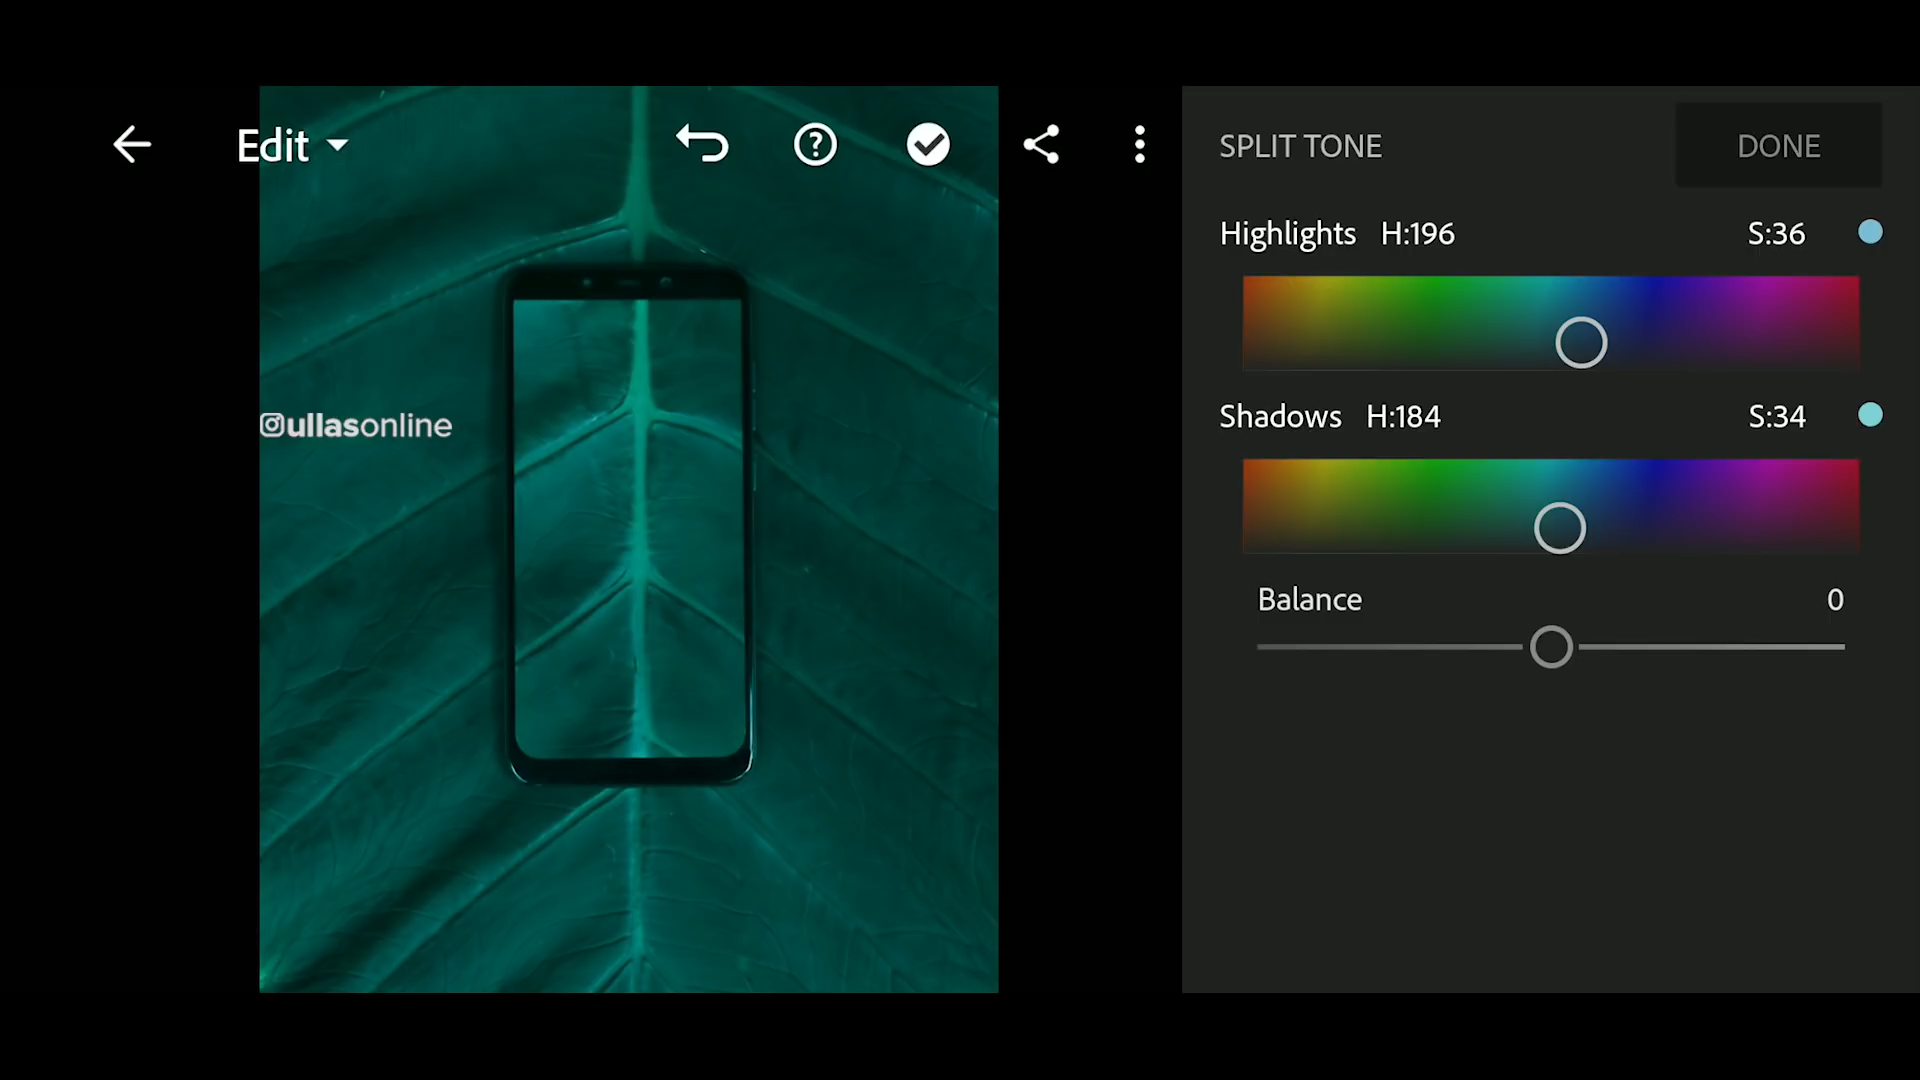 Edit
SPLIT TONE
DONE
Highlights H:196 S:36
ullasonline
Shadows H:184 S:34
Balance 0